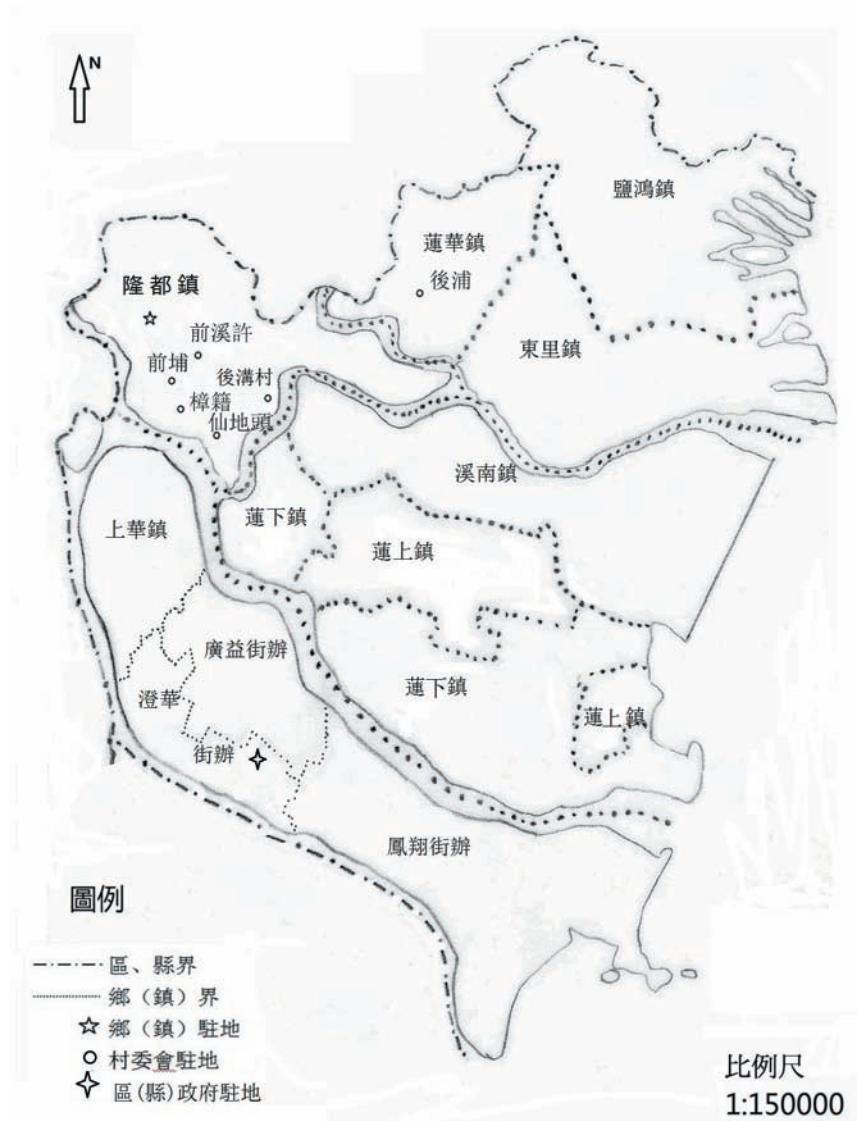 N
鹽鴻鎮
蓮華鎮
後浦
隆都鎮
前溪許
東里鎮
前埔
後溝村
樟籍
仙地頭
溪南鎮
蓮下鎮
上華鎮
蓮上鎮
廣益街辦
蓮下鎮
澄華
蓮上鎮
街辦
鳳翔街辦
圖例
區、縣界
鄉（鎮）界
鄉（鎮）駐地
村委會駐地
區(縣)政府駐地
比例尺
1:150000